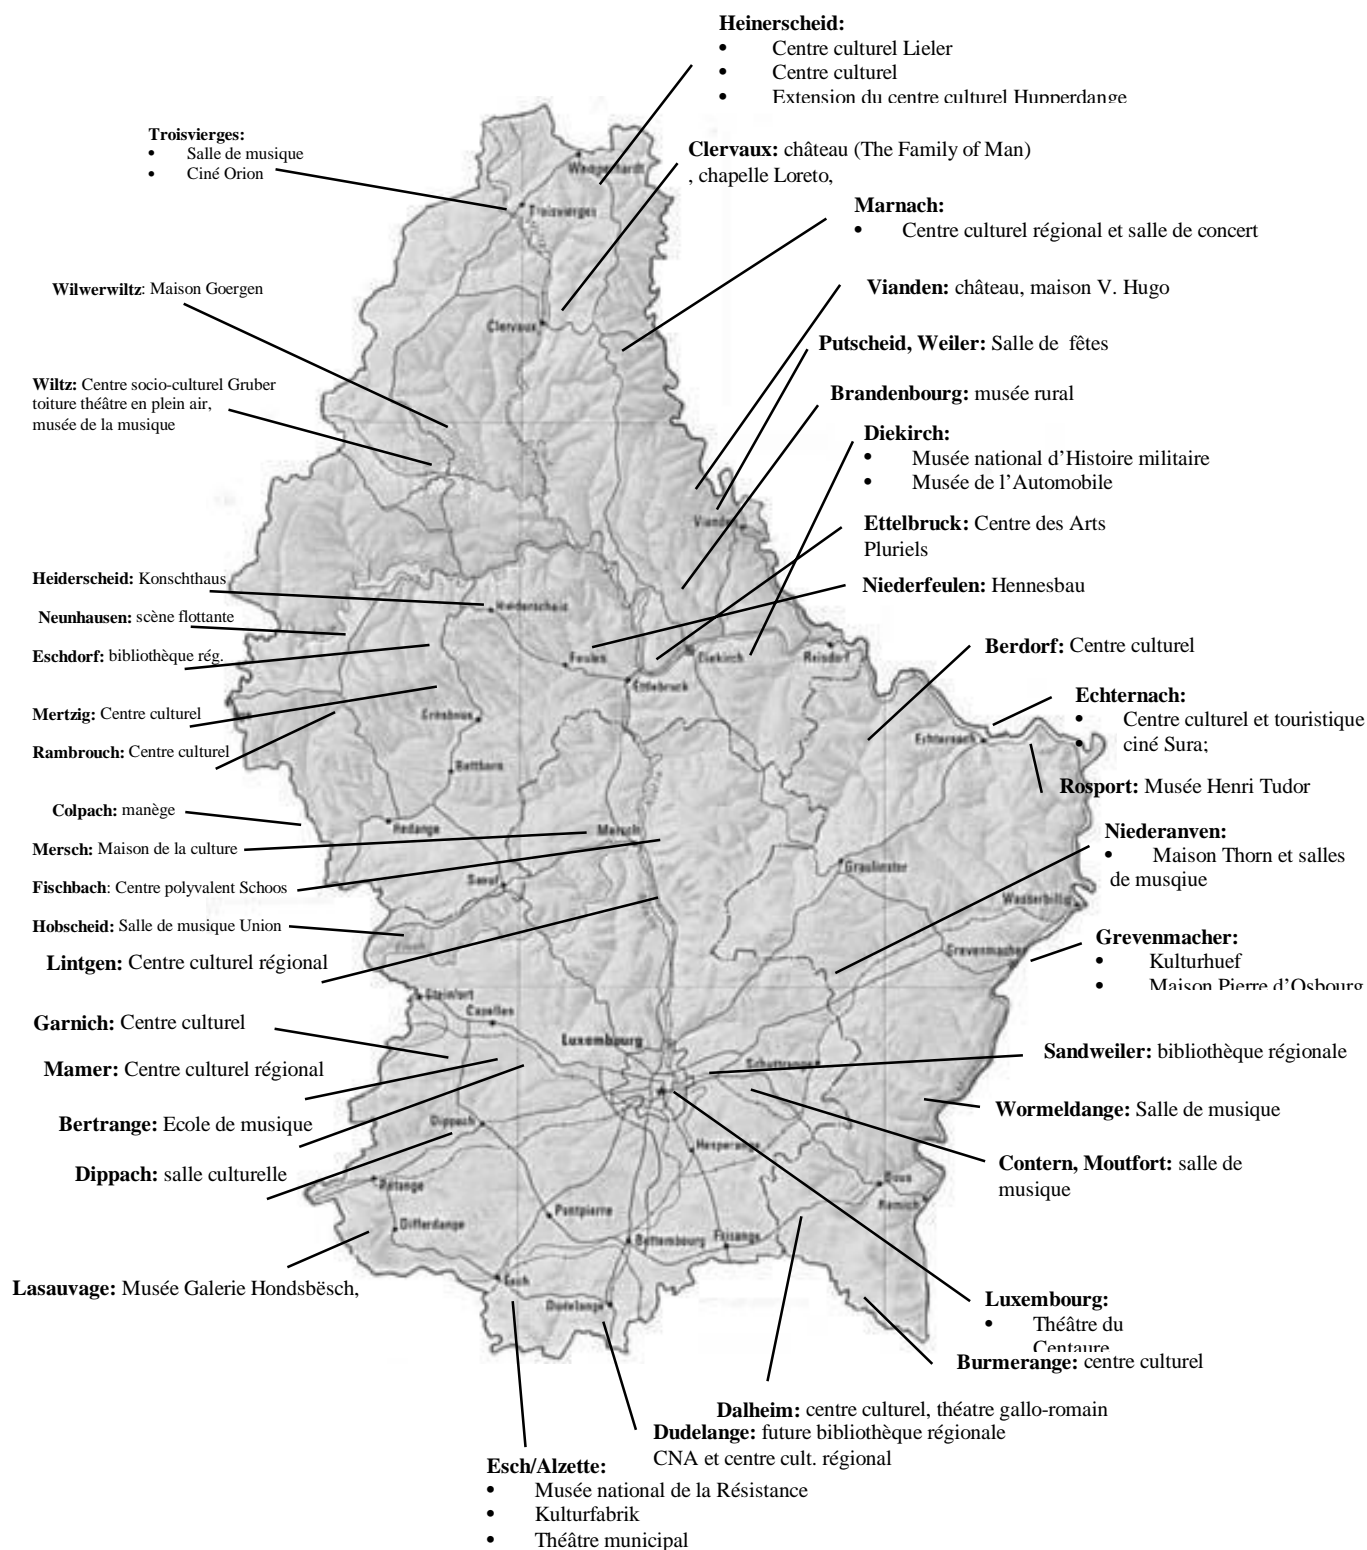 Heinerscheid:
• Centre culturel Lieler
• Centre culturel
• Extension du centre culturel Hupperdange
Troisvierges:
• Salle de musique
• Ciné Orion
Clervaux: château (The Family of Man)
, chapelle Loreto,
Marnach:
• Centre culturel régional et salle de concert
Wilwerwiltz: Maison Goergen
Vianden: château, maison V. Hugo
Putscheid, Weiler: Salle de fêtes
Wiltz: Centre socio-culturel Gruber
toiture théâtre en plein air,
musée de la musique
Brandenbourg: musée rural
Diekirch:
• Musée national d’Histoire militaire
• Musée de l’Automobile
Ettelbruck: Centre des Arts
Pluriels
Heiderscheid: Konschthaus
Niederfeulen: Hennesbau
Neunhausen: scène flottante
Eschdorf: bibliothèque rég.
Berdorf: Centre culturel
Mertzig: Centre culturel
Rambrouch: Centre culturel
Echternach:
• Centre culturel et touristique
• ciné Sura;
Rosport: Musée Henri Tudor
Colpach: manège
Mersch: Maison de la culture
Niederanven:
• Maison Thorn et salles
de musqiue
Fischbach: Centre polyvalent Schoos
Hobscheid: Salle de musique Union
Lintgen: Centre culturel régional
Grevenmacher:
• Kulturhuef
• Maison Pierre d’Osbourg
Garnich: Centre culturel
Mamer: Centre culturel régional
Sandweiler: bibliothèque régionale
Bertrange: Ecole de musique
Wormeldange: Salle de musique
Dippach: salle culturelle
Contern, Moutfort: salle de
musique
Lasauvage: Musée Galerie Hondsbësch,
Luxembourg:
• Théâtre du
Centaure
Burmerange: centre culturel
Dalheim: centre culturel, théatre gallo-romain
Dudelange: future bibliothèque régionale
CNA et centre cult. régional
Esch/Alzette:
• Musée national de la Résistance
• Kulturfabrik
• Théâtre municipal
Troisvierges
Clervaux
Vianden
Heiderscheid
Feulen
Diekirch
Reisdorf
Ettelbruck
Echternach
Redange
Mersch
Saeul
Wasserbillig
Grevenmacher
Steinfort
Capellen
Luxembourg
Schuttrange
Dippach
Hesperange
Petange
Differdange
Pontpierre
Bettembourg
Frisange
Remich
Esch
Dudelange